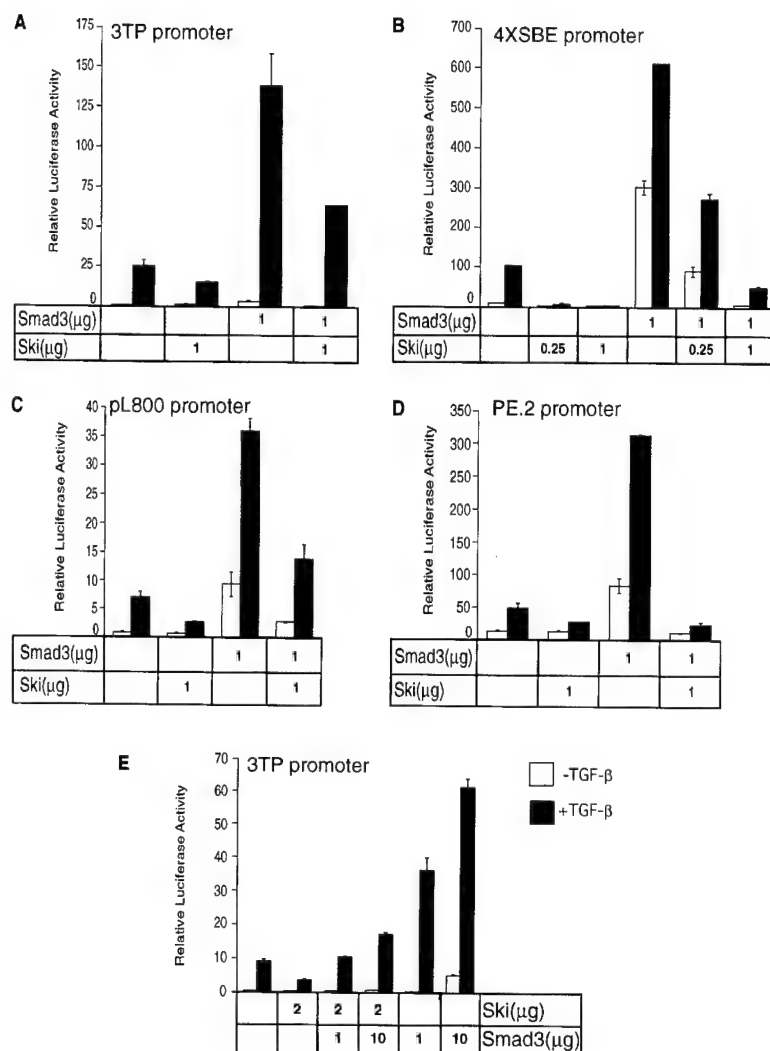 A
3TP promoter
Relative Luciferase Activity
175
150
125
100
75
50
25
0
Smad3(µg) 1 1
Ski(µg) 1 1
B
4XSBE promoter
Relative Luciferase Activity
700
600
500
400
300
200
100
0
Smad3(µg) 1 1 1
Ski(µg) 0.25 1 0.25 1
C
pL800 promoter
Relative Luciferase Activity
40
35
30
25
20
15
10
5
0
Smad3(µg) 1 1
Ski(µg) 1 1
D
PE.2 promoter
Relative Luciferase Activity
350
300
250
200
150
100
50
0
Smad3(µg) 1 1
Ski(µg) 1 1
E
3TP promoter
Relative Luciferase Activity
70
60
50
40
30
20
10
0
2 2 2 Ski(µg)
1 10 1 10 Smad3(µg)
-TGF-β
+TGF-β